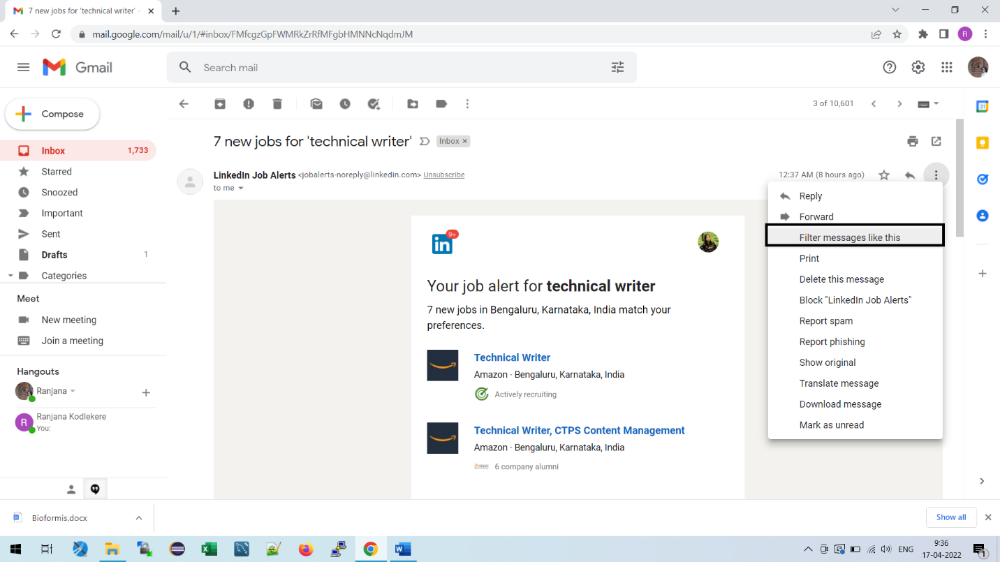 7 new jobs for 'technical writer' -
mail.google.com/mail/u/1/#inbox/FMfcgzGpFWMRkZrRfMFgbHMNNcNqdmJM
R
Gmail
Search mail
Compose
3 of 10,601
31
7 new jobs for 'technical writer'
Inbox ×
Inbox 1,733
Starred
Snoozed
Important
Sent
Drafts 1
Categories
LinkedIn Job Alerts <jobalerts-noreply@linkedin.com> Unsubscribe
12:37 AM (8 hours ago)
to me
Reply
Forward
Filter messages like this
Print
Delete this message
Block "LinkedIn Job Alerts"
Report spam
Report phishing
Show original
Translate message
Download message
Mark as unread
in 9+
Your job alert for technical writer
7 new jobs in Bengaluru, Karnataka, India match your
preferences.
Technical Writer
Amazon · Bengaluru, Karnataka, India
Actively recruiting
Technical Writer, CTPS Content Management
Amazon · Bengaluru, Karnataka, India
6 company alumni
Meet
New meeting
Join a meeting
Hangouts
Ranjana
R
Ranjana Kodlekere
You:
Bioformis.docx
Show all
ENG
9:36
17-04-2022
1